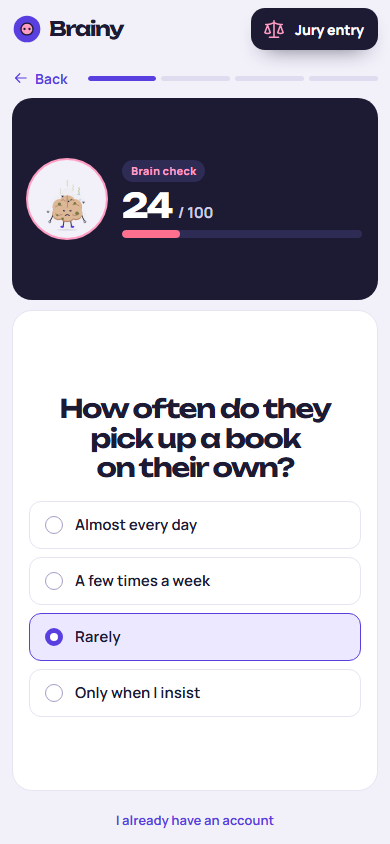 Brainy
Jury entry
Back
Brain check
24 / 100
How often do they
pick up a book
on their own?
Almost every day
A few times a week
Rarely
Only when I insist
I already have an account